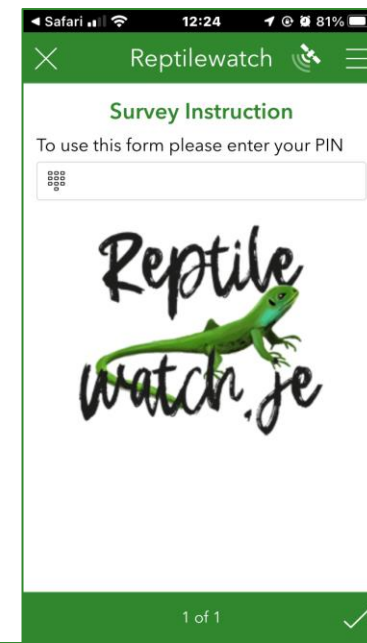 ◄ Safari 12:24 81%
Reptilewatch
Survey Instruction
To use this form please enter your PIN
Reptile
watch.je
1 of 1